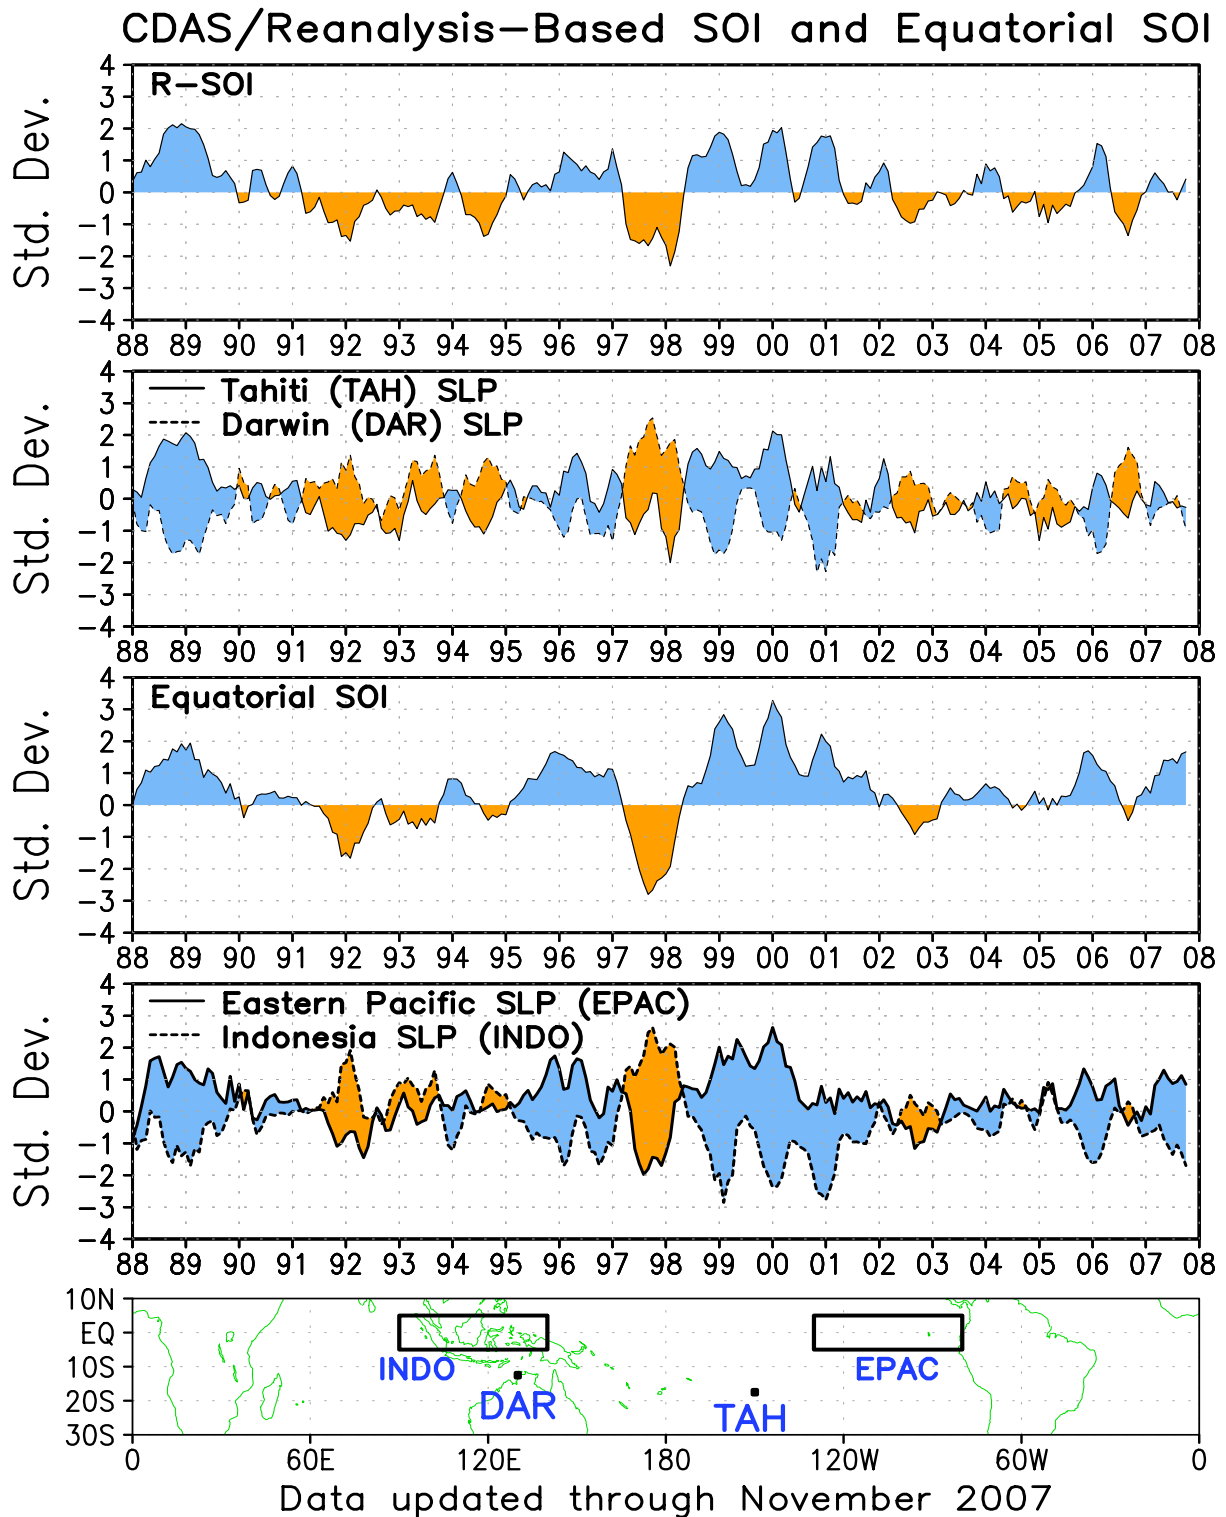 CDAS/Reanalysis-Based SOI and Equatorial SOI
R-SOI
Std. Dev.
4
3
2
1
0
-1
-2
-3
-4
88 89 90 91 92 93 94 95 96 97 98 99 00 01 02 03 04 05 06 07 08
Tahiti (TAH) SLP
Darwin (DAR) SLP
Std. Dev.
4
3
2
1
0
-1
-2
-3
-4
88 89 90 91 92 93 94 95 96 97 98 99 00 01 02 03 04 05 06 07 08
Equatorial SOI
Std. Dev.
4
3
2
1
0
-1
-2
-3
-4
88 89 90 91 92 93 94 95 96 97 98 99 00 01 02 03 04 05 06 07 08
Eastern Pacific SLP (EPAC)
Indonesia SLP (INDO)
Std. Dev.
4
3
2
1
0
-1
-2
-3
-4
88 89 90 91 92 93 94 95 96 97 98 99 00 01 02 03 04 05 06 07 08
10N
EQ
10S
20S
30S
INDO
EPAC
DAR
TAH
0 60E 120E 180 120W 60W 0
Data updated through November 2007